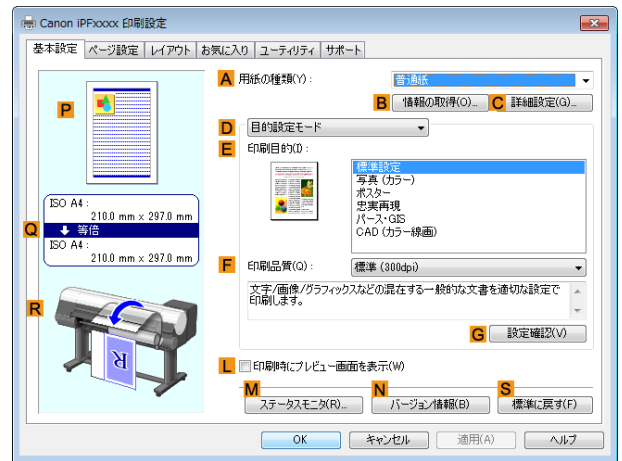 Canon iPFxxxx 印刷設定
基本設定 ページ設定 レイアウト お気に入り ユーティリティ サポート
A 用紙の種類(Y): 普通紙
B 情報の取得(O)... C 詳細設定(G)...
P
D 目的設定モード
E 印刷目的(I):
標準設定
写真 (カラー)
ポスター
忠実再現
パース・GIS
CAD (カラー線画)
ISO A4 :
210.0 mm × 297.0 mm
Q 等倍
ISO A4 :
210.0 mm × 297.0 mm
F 印刷品質(Q): 標準 (300dpi)
文字/画像/グラフィックスなどの混在する一般的な文書を適切な設定で
印刷します。
R
G 設定確認(V)
R
L 印刷時にプレビュー画面を表示(W)
M N S
ステータスモニタ(R)... バージョン情報(B) 標準に戻す(F)
OK キャンセル 適用(A) ヘルプ